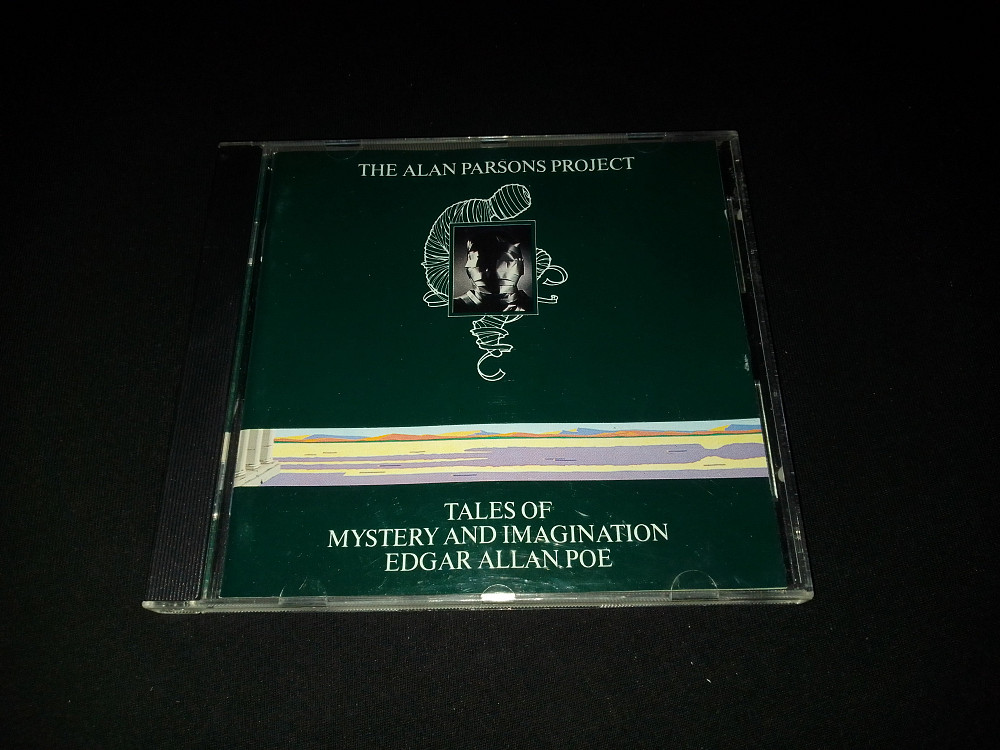 THE ALAN PARSONS PROJECT
TALES OF
MYSTERY AND IMAGINATION
EDGAR ALLAN POE